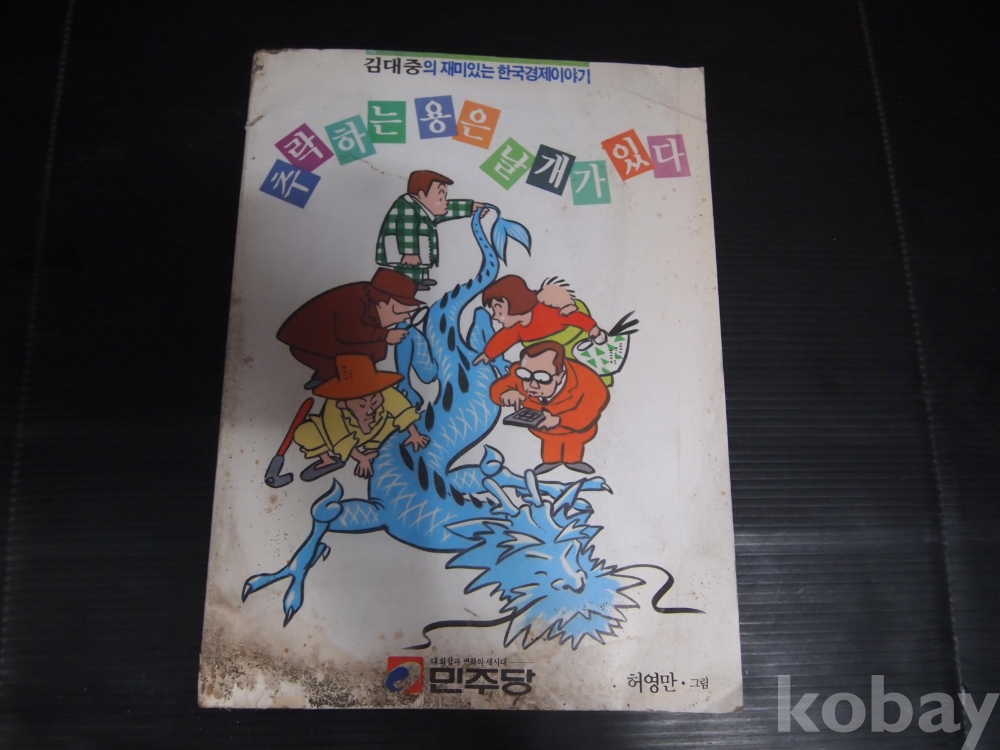 김대중의 재미있는 한국경제이야기
추락하는 용은 날개가 있다
대화합과 변화의 새시대
민주당
허영만·그림
kobay